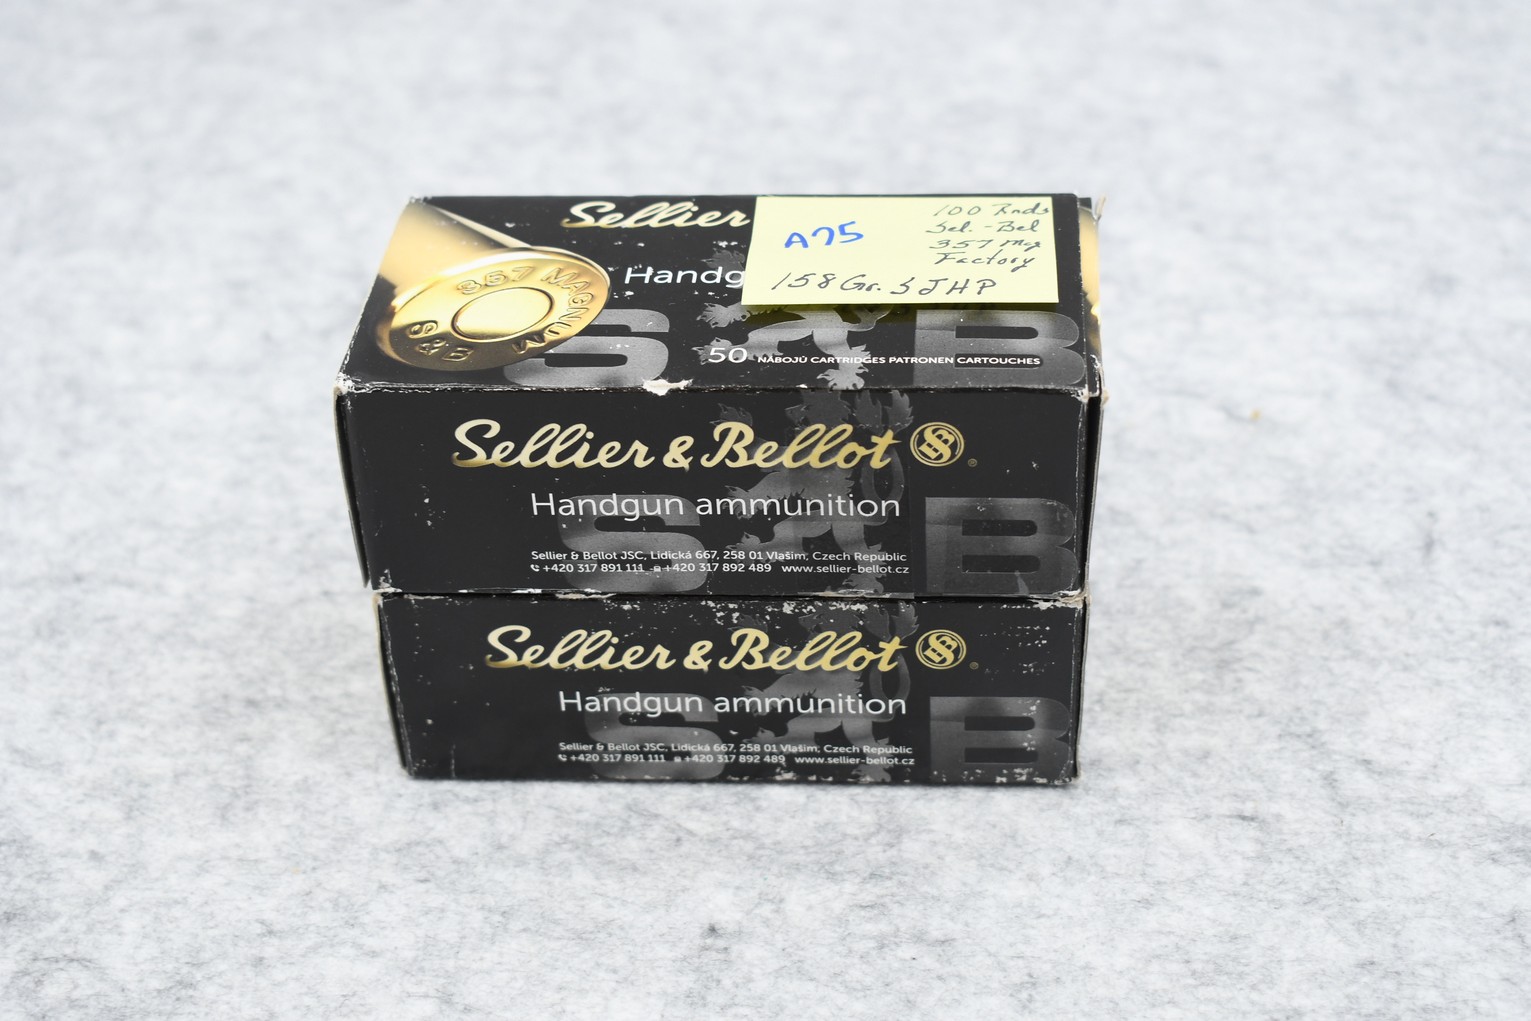 Sellier
Handg
357 MAGNUM
S&B
A75
100 Rnds
Sel.-Bel
357 Mag
Factory
158 Gr. SJHP
S B
50 NÁBOJŮ CARTRIDGES PATRONEN CARTOUCHES
Sellier & Bellot SB ®
Handgun ammunition
S B
Sellier & Bellot JSC, Lidická 667, 258 01 Vlašim, Czech Republic
+420 317 891 111 +420 317 892 489 www.sellier-bellot.cz
Sellier & Bellot SB ®
Handgun ammunition
S B
Sellier & Bellot JSC, Lidická 667, 258 01 Vlašim, Czech Republic
+420 317 891 111 +420 317 892 489 www.sellier-bellot.cz